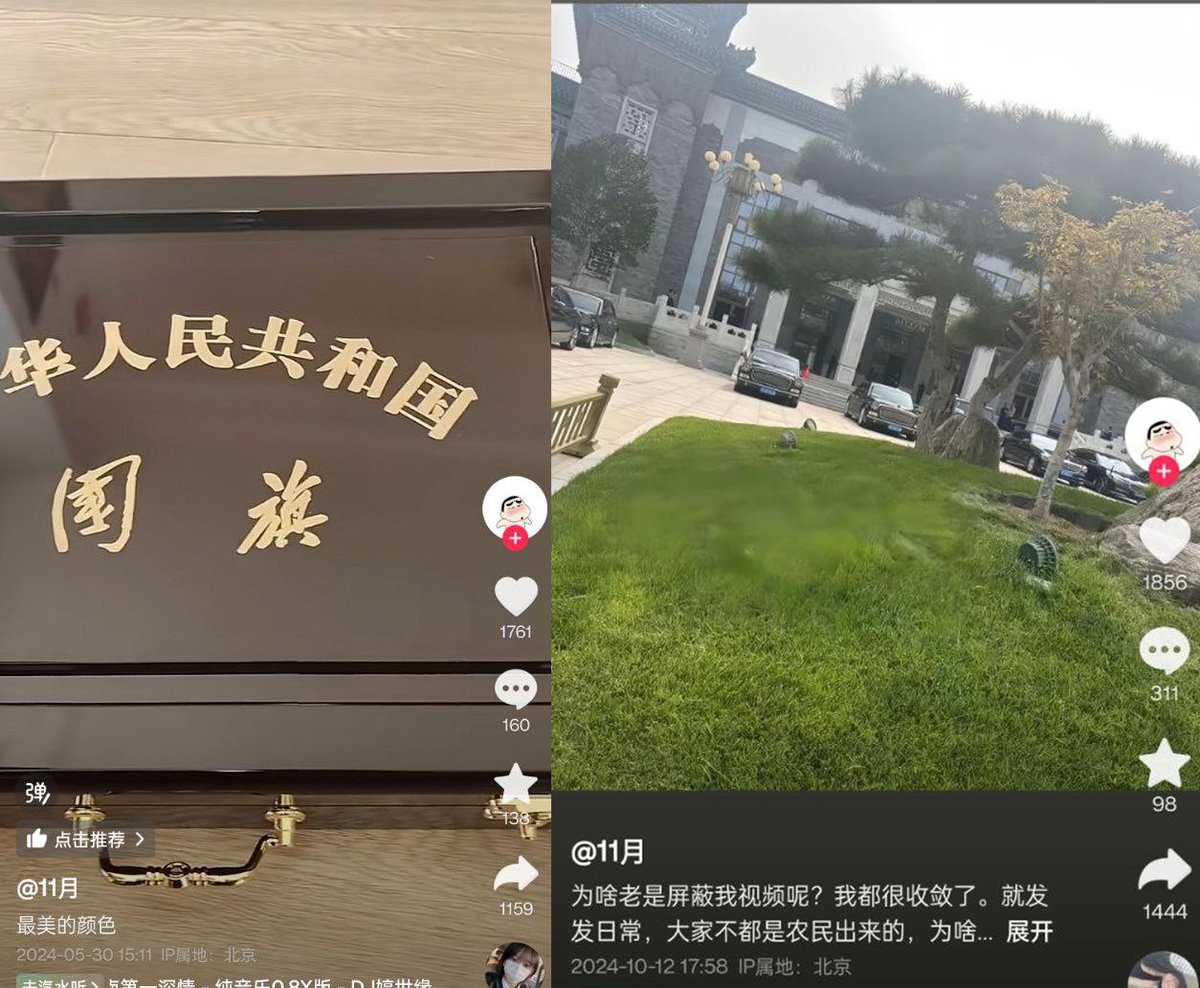 华人民共和国
国 旗
1761
160
138
1159
弹
点击推荐 >
@11月
最美的颜色
2024-05-30 15:11 IP属地：北京
1856
311
98
1444
@11月
为啥老是屏蔽我视频呢？我都很收敛了。就发
发日常，大家不都是农民出来的，为啥... 展开
2024-10-12 17:58 IP属地：北京